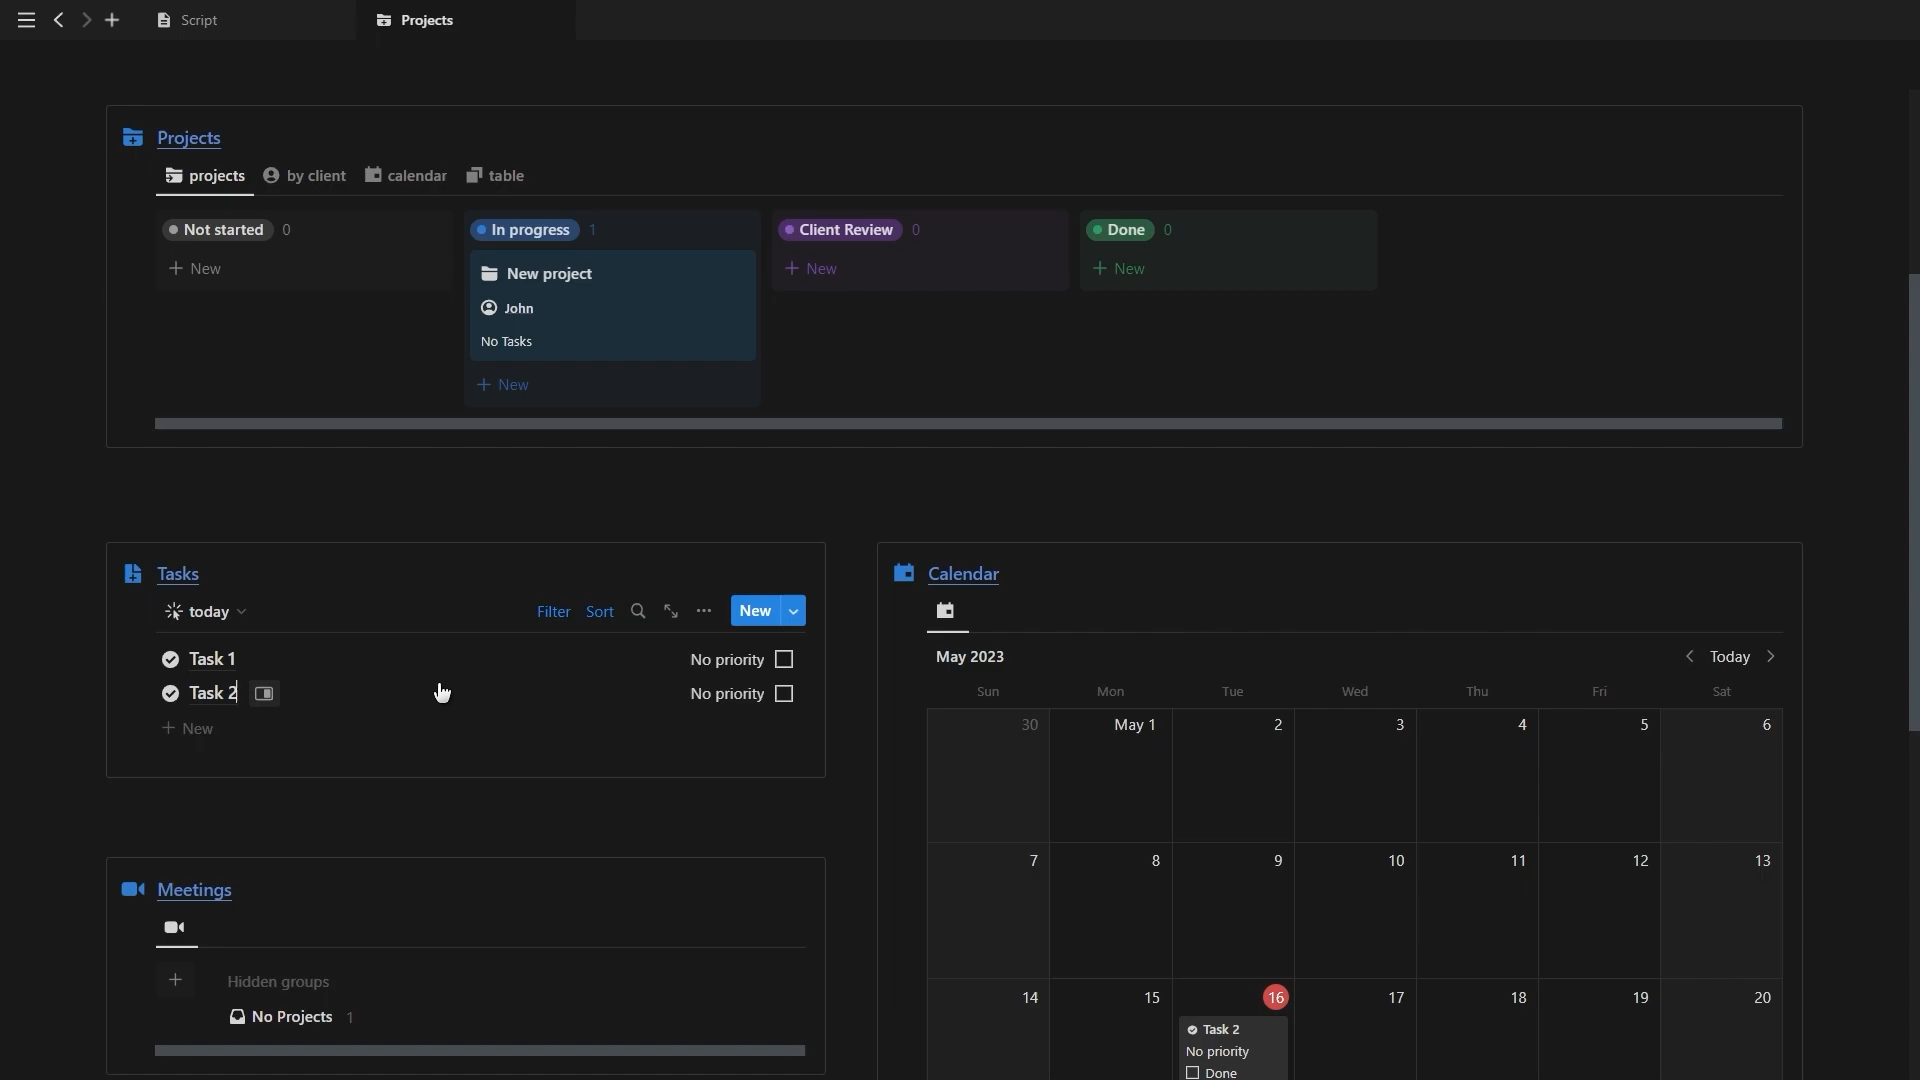 Script
Projects
Projects
projects by client calendar table
Not started 0
+ New
In progress 1
New project
John
No Tasks
+ New
Client Review 0
+ New
Done 0
+ New
Tasks
today
Filter Sort ••• New
Task 1 No priority
Task 2 No priority
+ New
Meetings
+ Hidden groups
No Projects 1
Calendar
May 2023 Today
Sun Mon Tue Wed Thu Fri Sat
30 May 1 2 3 4 5 6
7 8 9 10 11 12 13
14 15 16 17 18 19 20
Task 2
No priority
Done